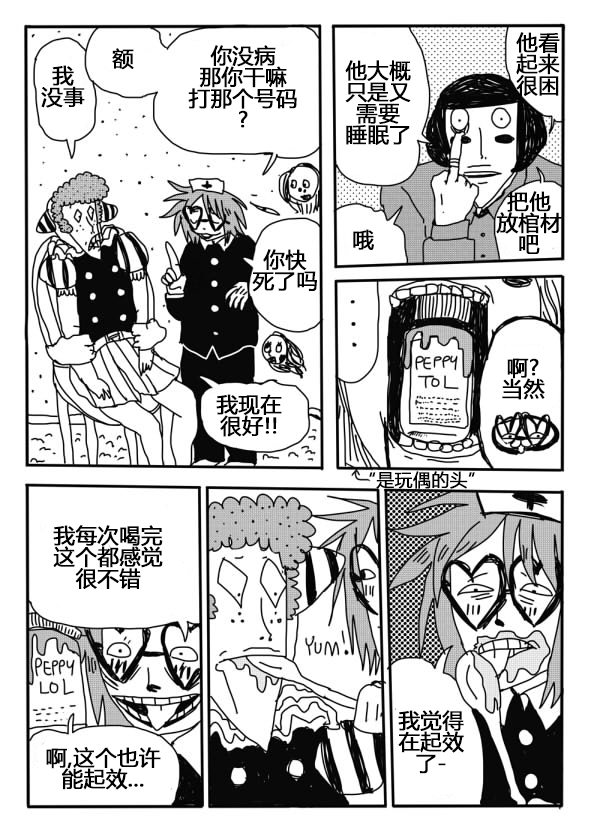 你没病
那你干嘛
打那个号码
?
额
我
没事
你快
死了吗
我现在
很好!!
他看
起来
很困
他大概
只是又
需要
睡眠了
把他
放棺材
吧
哦
...
PEPPY
TOL
啊?
当然
“是玩偶的头”
我每次喝完
这个都感觉
很不错
PEPPY
LOL
啊,这个也许
能起效...
YUM!
我觉得
在起效
了-